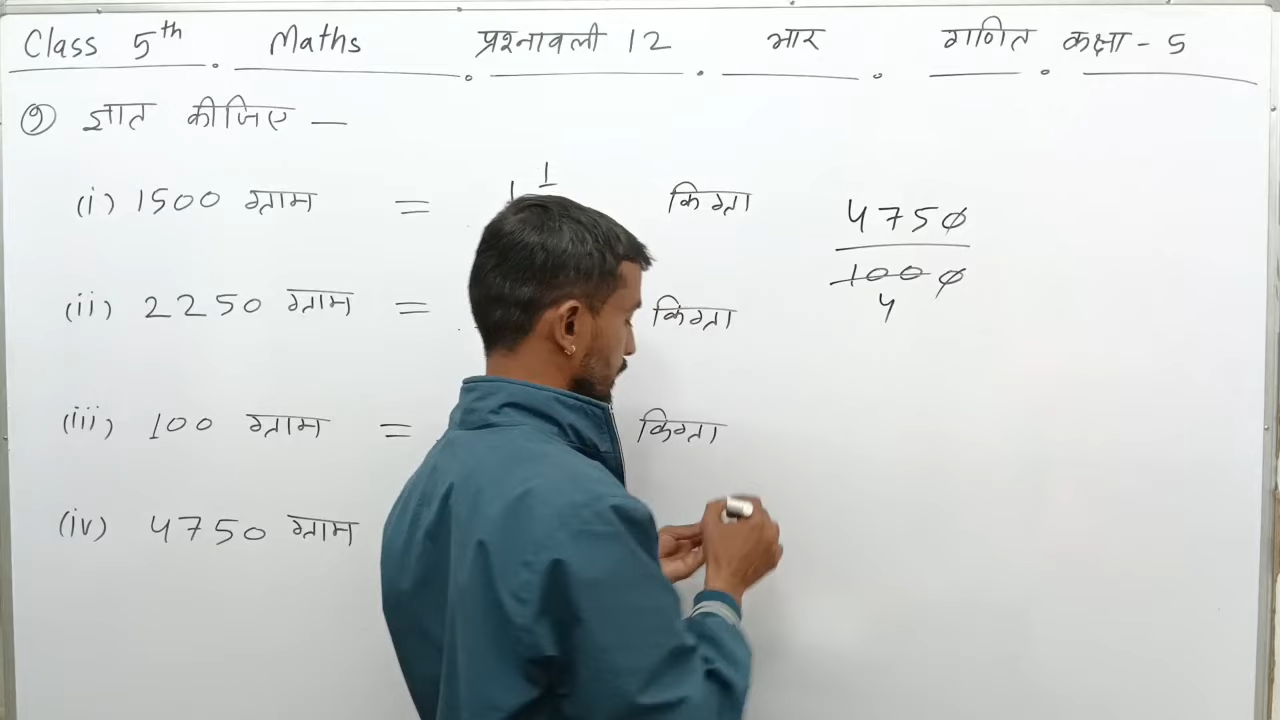 Class 5th . Maths . प्रश्नावली 12 . भार . गणित . कक्षा - 5
① ज्ञात कीजिए —
(i) 1500 ग्राम = 1 1 किग्रा
(ii) 2250 ग्राम = किग्रा
(iii) 100 ग्राम = किग्रा
(iv) 4750 ग्राम
4750
1000
4